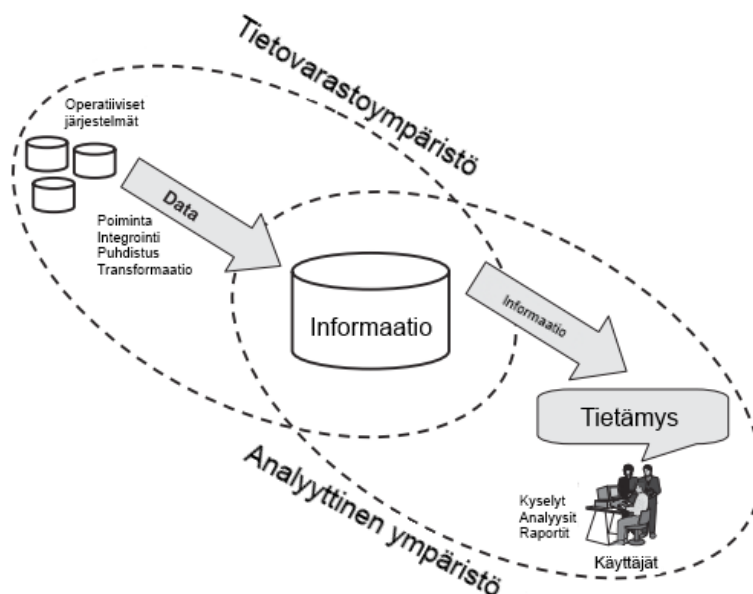 Tietovarastoympäristö
Operatiiviset
järjestelmät
Data
Poiminta
Integrointi
Puhdistus
Transformaatio
Informaatio
Informaatio
Tietämys
Analyyttinen ympäristö
Kyselyt
Analyysit
Raportit
Käyttäjät